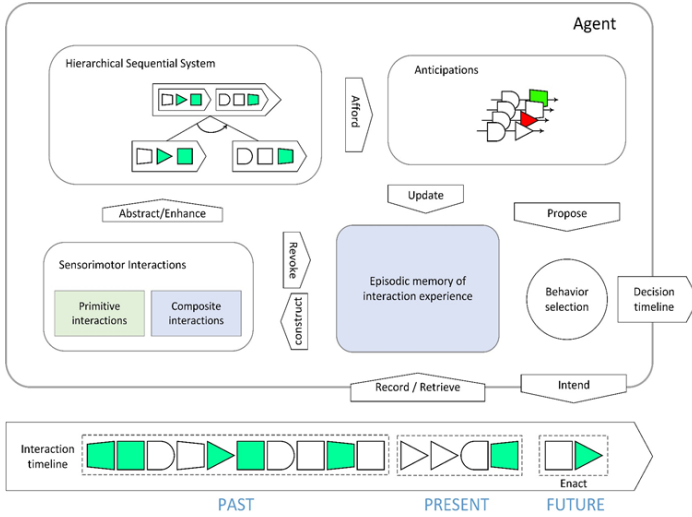 Agent
Hierarchical Sequential System
Anticipations
Afford
Update
Propose
Abstract/Enhance
Revoke
construct
Sensorimotor Interactions
Primitive
interactions
Composite
interactions
Episodic memory of
interaction experience
Behavior
selection
Decision
timeline
Record / Retrieve
Intend
Interaction
timeline
Enact
PAST
PRESENT
FUTURE